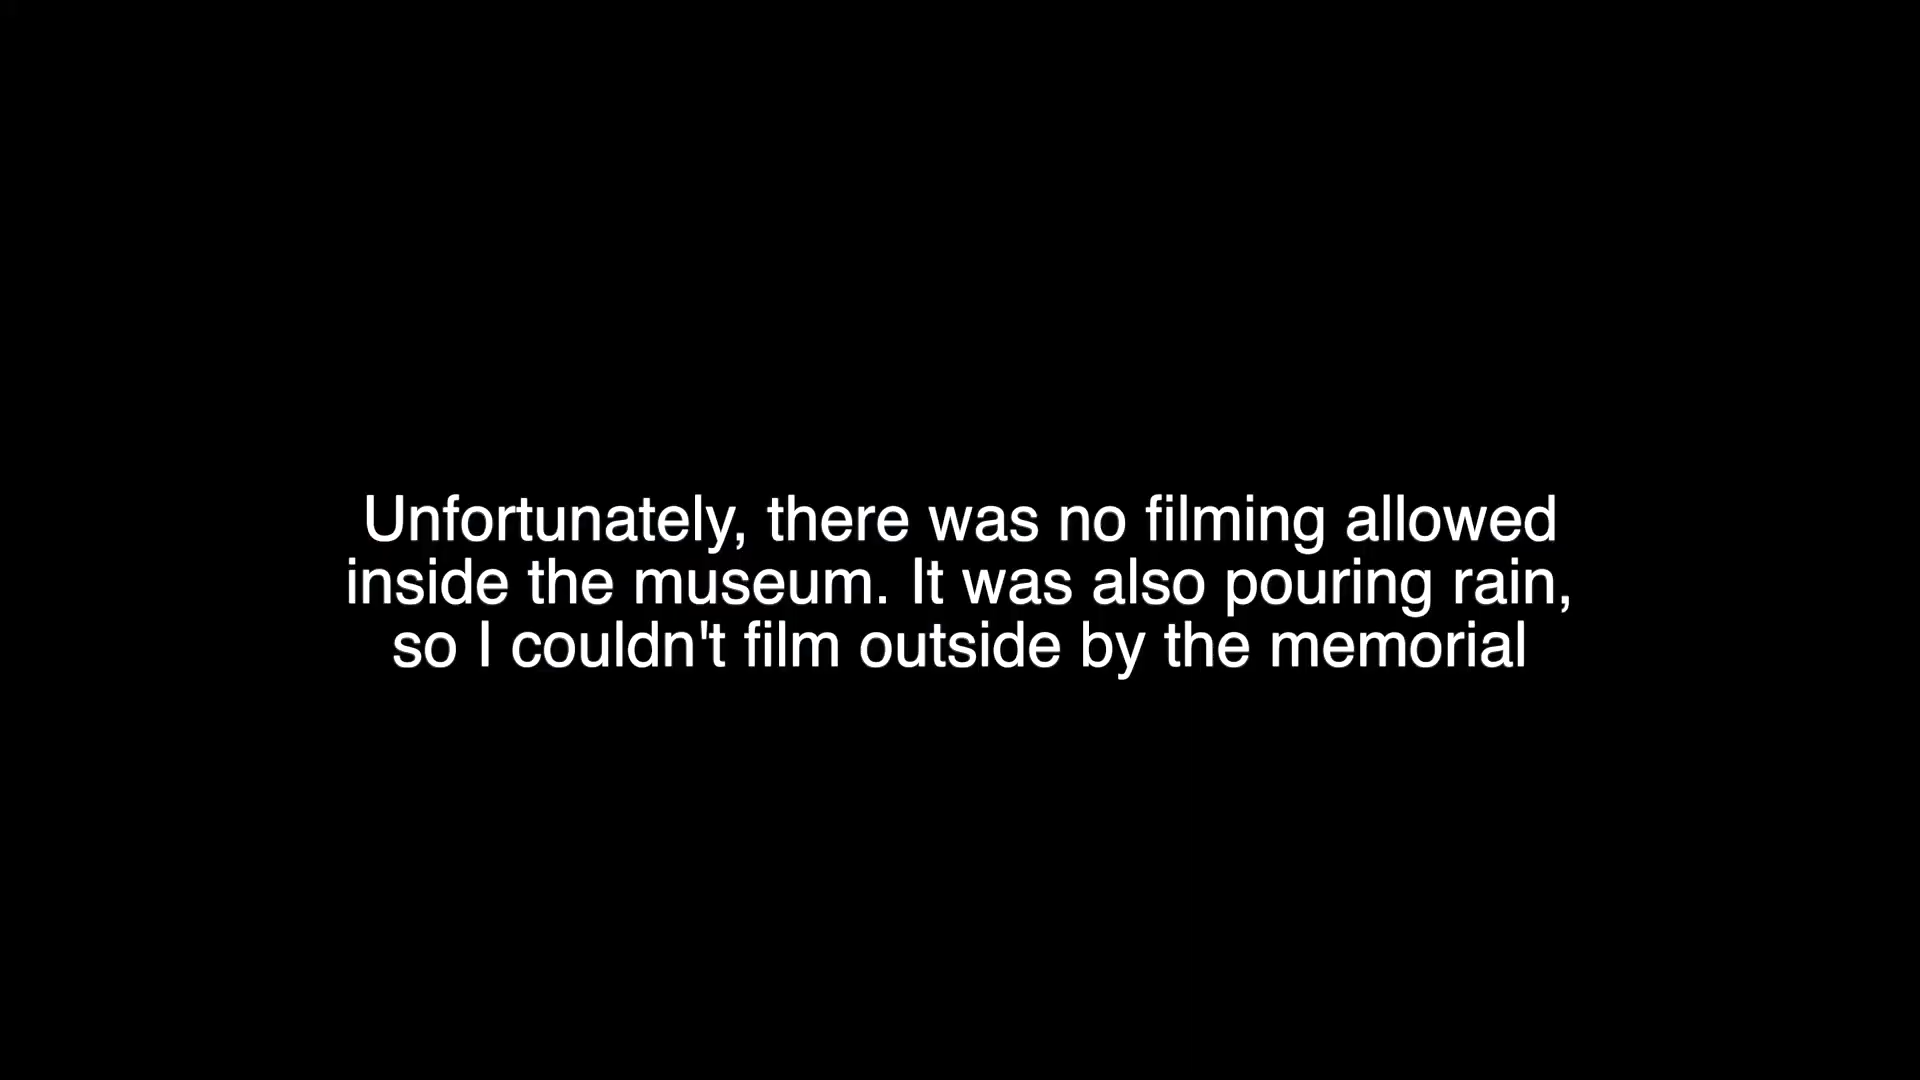 Unfortunately, there was no filming allowed
inside the museum. It was also pouring rain,
so I couldn't film outside by the memorial